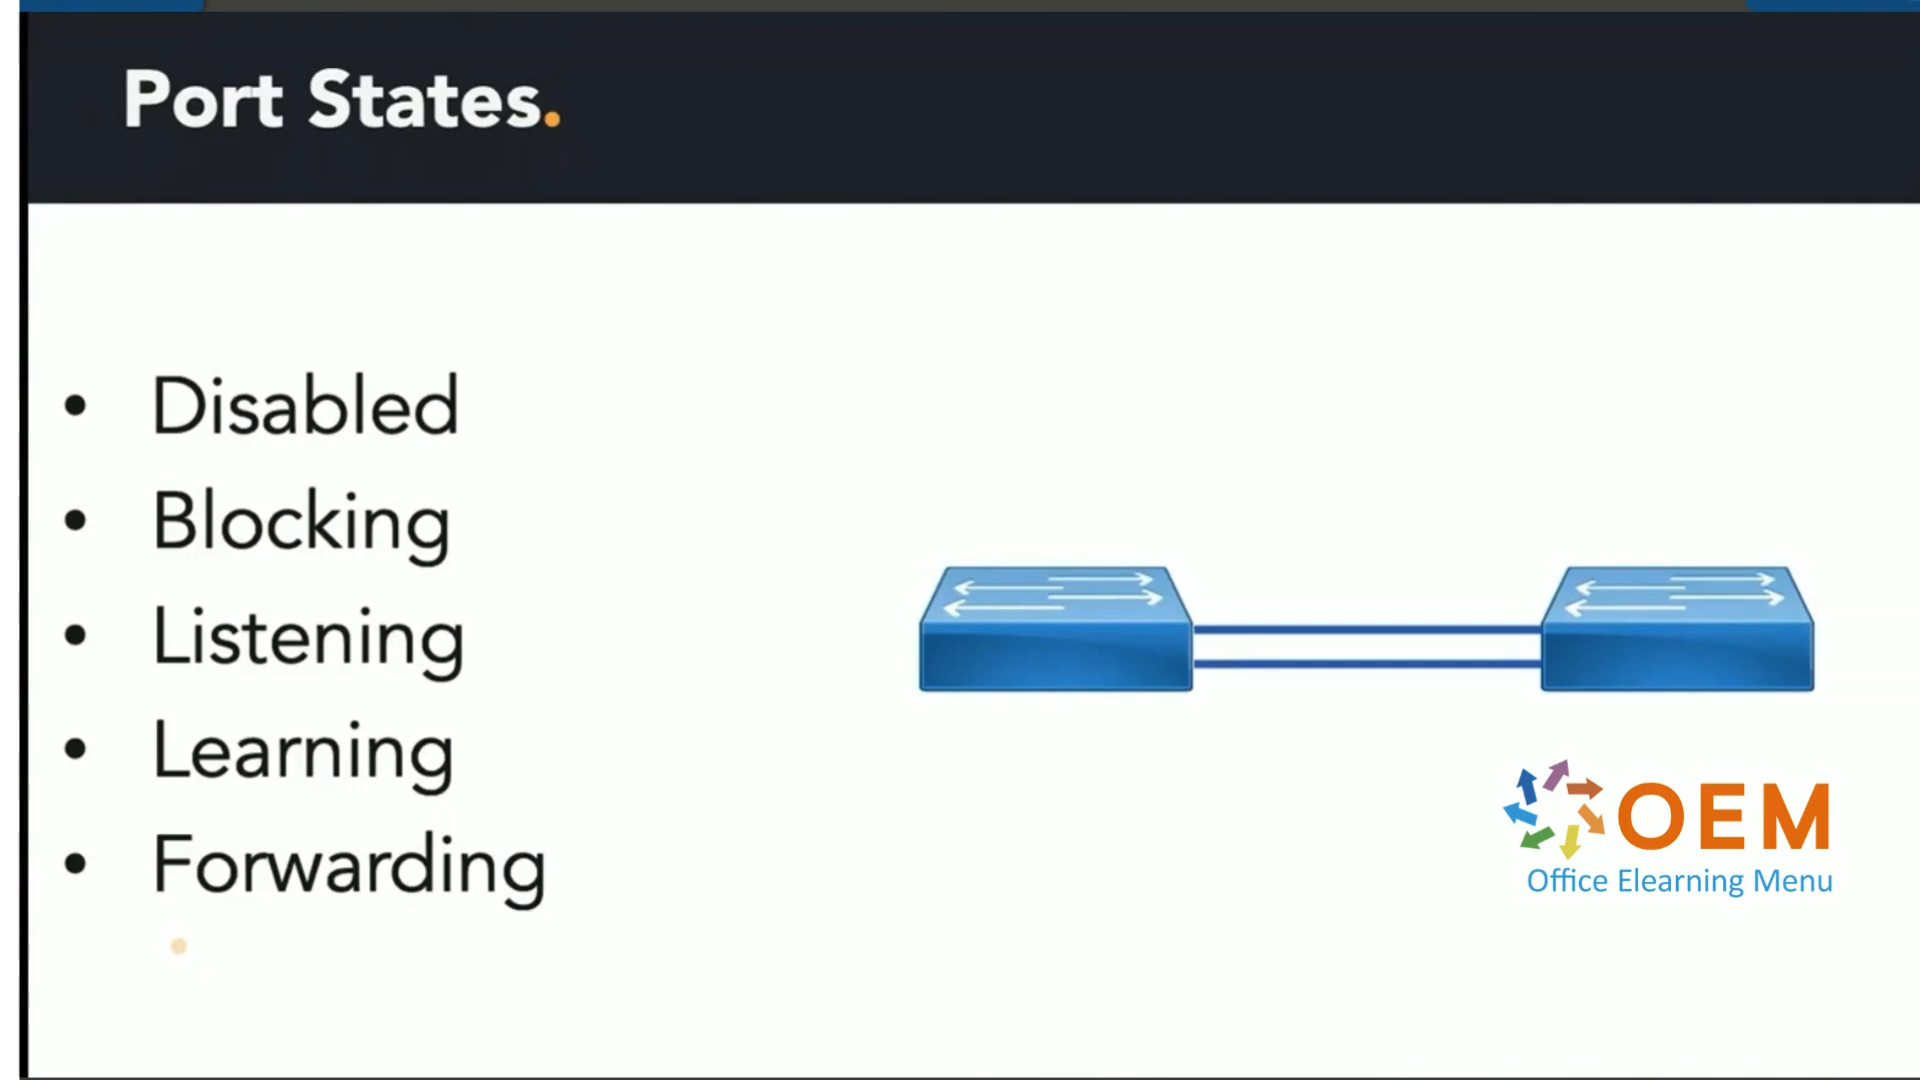 Port States.
• Disabled
• Blocking
• Listening
• Learning
• Forwarding
OEM
Office Elearning Menu